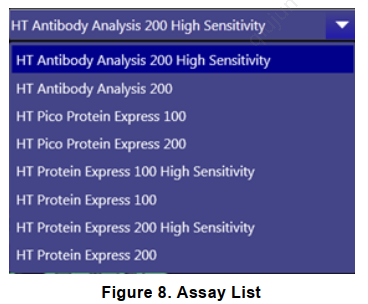 HT Antibody Analysis 200 High Sensitivity
HT Antibody Analysis 200 High Sensitivity
HT Antibody Analysis 200
HT Pico Protein Express 100
HT Pico Protein Express 200
HT Protein Express 100 High Sensitivity
HT Protein Express 100
HT Protein Express 200 High Sensitivity
HT Protein Express 200
Figure 8. Assay List